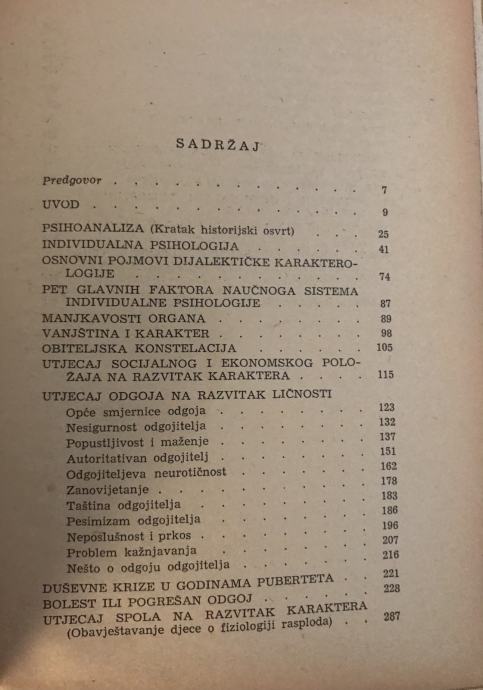 SADRŽAJ
Predgovor . . . . . . . . . . . . 7
UVOD . . . . . . . . . . . . . 9
PSIHOANALIZA (Kratak historijski osvrt) . . . 25
INDIVIDUALNA PSIHOLOGIJA . . . . . . 41
OSNOVNI POJMOVI DIJALEKTIČKE KARAKTERO-
LOGIJE . . . . . . . . . . . . 74
PET GLAVNIH FAKTORA NAUČNOGA SISTEMA
INDIVIDUALNE PSIHOLOGIJE . . . . . 87
MANJKAVOSTI ORGANA . . . . . . . 89
VANJŠTINA I KARAKTER . . . . . . . 98
OBITELJSKA KONSTELACIJA . . . . . . 105
UTJECAJ SOCIJALNOG I EKONOMSKOG POLO-
ŽAJA NA RAZVITAK KARAKTERA . . . . 115
UTJECAJ ODGOJA NA RAZVITAK LIČNOSTI
Opće smjernice odgoja . . . . . . . 123
Nesigurnost odgojitelja . . . . . . . 132
Popustljivost i maženje . . . . . . . 137
Autoritativan odgojitelj . . . . . . . 151
Odgojiteljeva neurotičnost . . . . . . 162
Zanovijetanje . . . . . . . . . . 178
Taština odgojitelja . . . . . . . . 183
Pesimizam odgojitelja . . . . . . . 186
Neposlušnost i prkos . . . . . . . . 196
Problem kažnjavanja . . . . . . . 207
Nešto o odgoju odgojitelja . . . . . . 216
DUŠEVNE KRIZE U GODINAMA PUBERTETA . . 221
BOLEST ILI POGREŠAN ODGOJ . . . . . 228
UTJECAJ SPOLA NA RAZVITAK KARAKTERA
(Obavještavanje djece o fiziologiji rasploda) . . 287